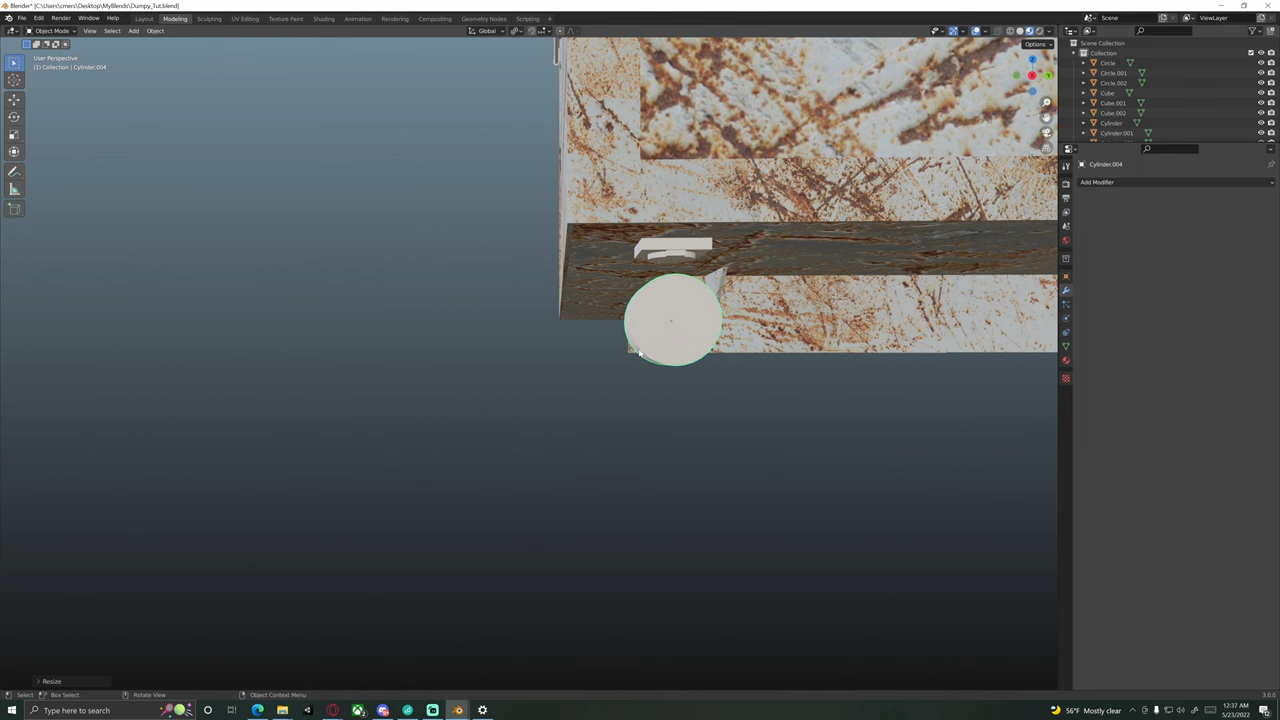 Blender* [C:\Users\cmers\Desktop\MyBlends\Dumpy_Tut.blend]
File Edit Render Window Help
Layout Modeling Sculpting UV Editing Texture Paint Shading Animation Rendering Compositing Geometry Nodes Scripting
Scene
ViewLayer
Object Mode View Select Add Object
Global
Options
User Perspective
(1) Collection | Cylinder.004
Y
Scene Collection
Collection
Circle
Circle.001
Circle.002
Cube
Cube.001
Cube.002
Cylinder
Cylinder.001
Cylinder.004
Add Modifier
Resize
Select
Box Select
Rotate View
Object Context Menu
3.0.0
Type here to search
56°F Mostly clear
12:37 AM
5/23/2022